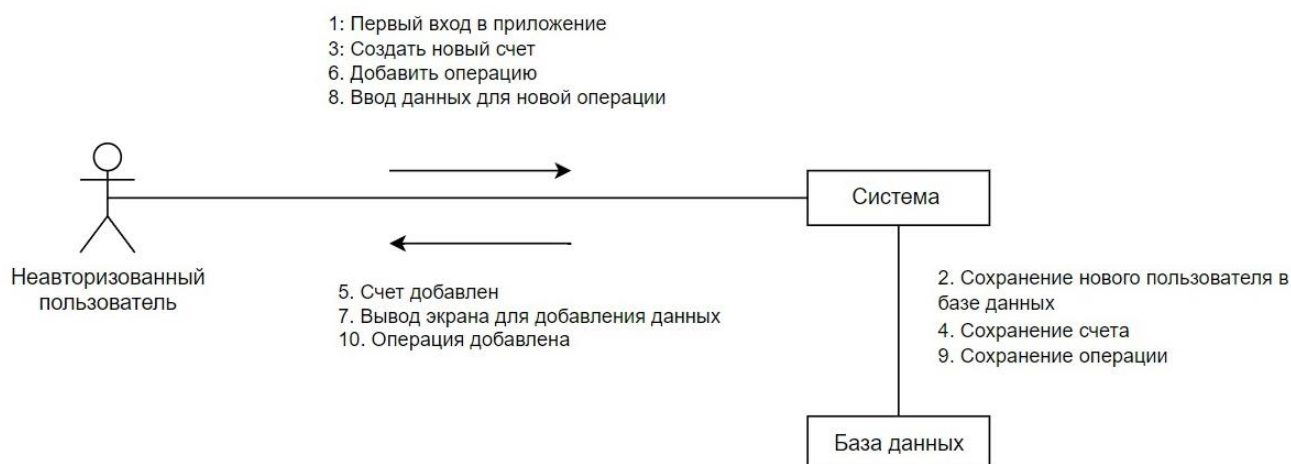 1: Первый вход в приложение
3: Создать новый счет
6. Добавить операцию
8. Ввод данных для новой операции
Система
Неавторизованный
пользователь
5. Счет добавлен
7. Вывод экрана для добавления данных
10. Операция добавлена
2. Сохранение нового пользователя в
базе данных
4. Сохранение счета
9. Сохранение операции
База данных